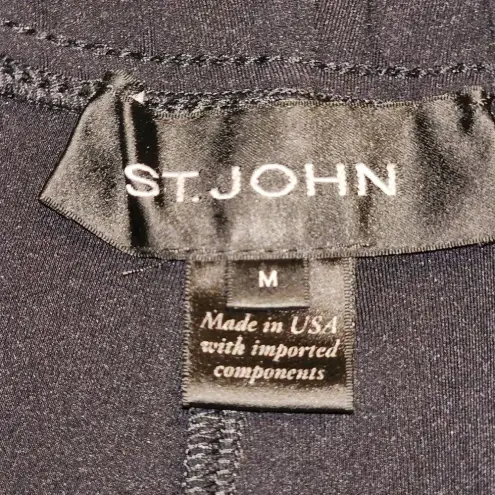 ST. JOHN
M
Made in USA
with imported
components